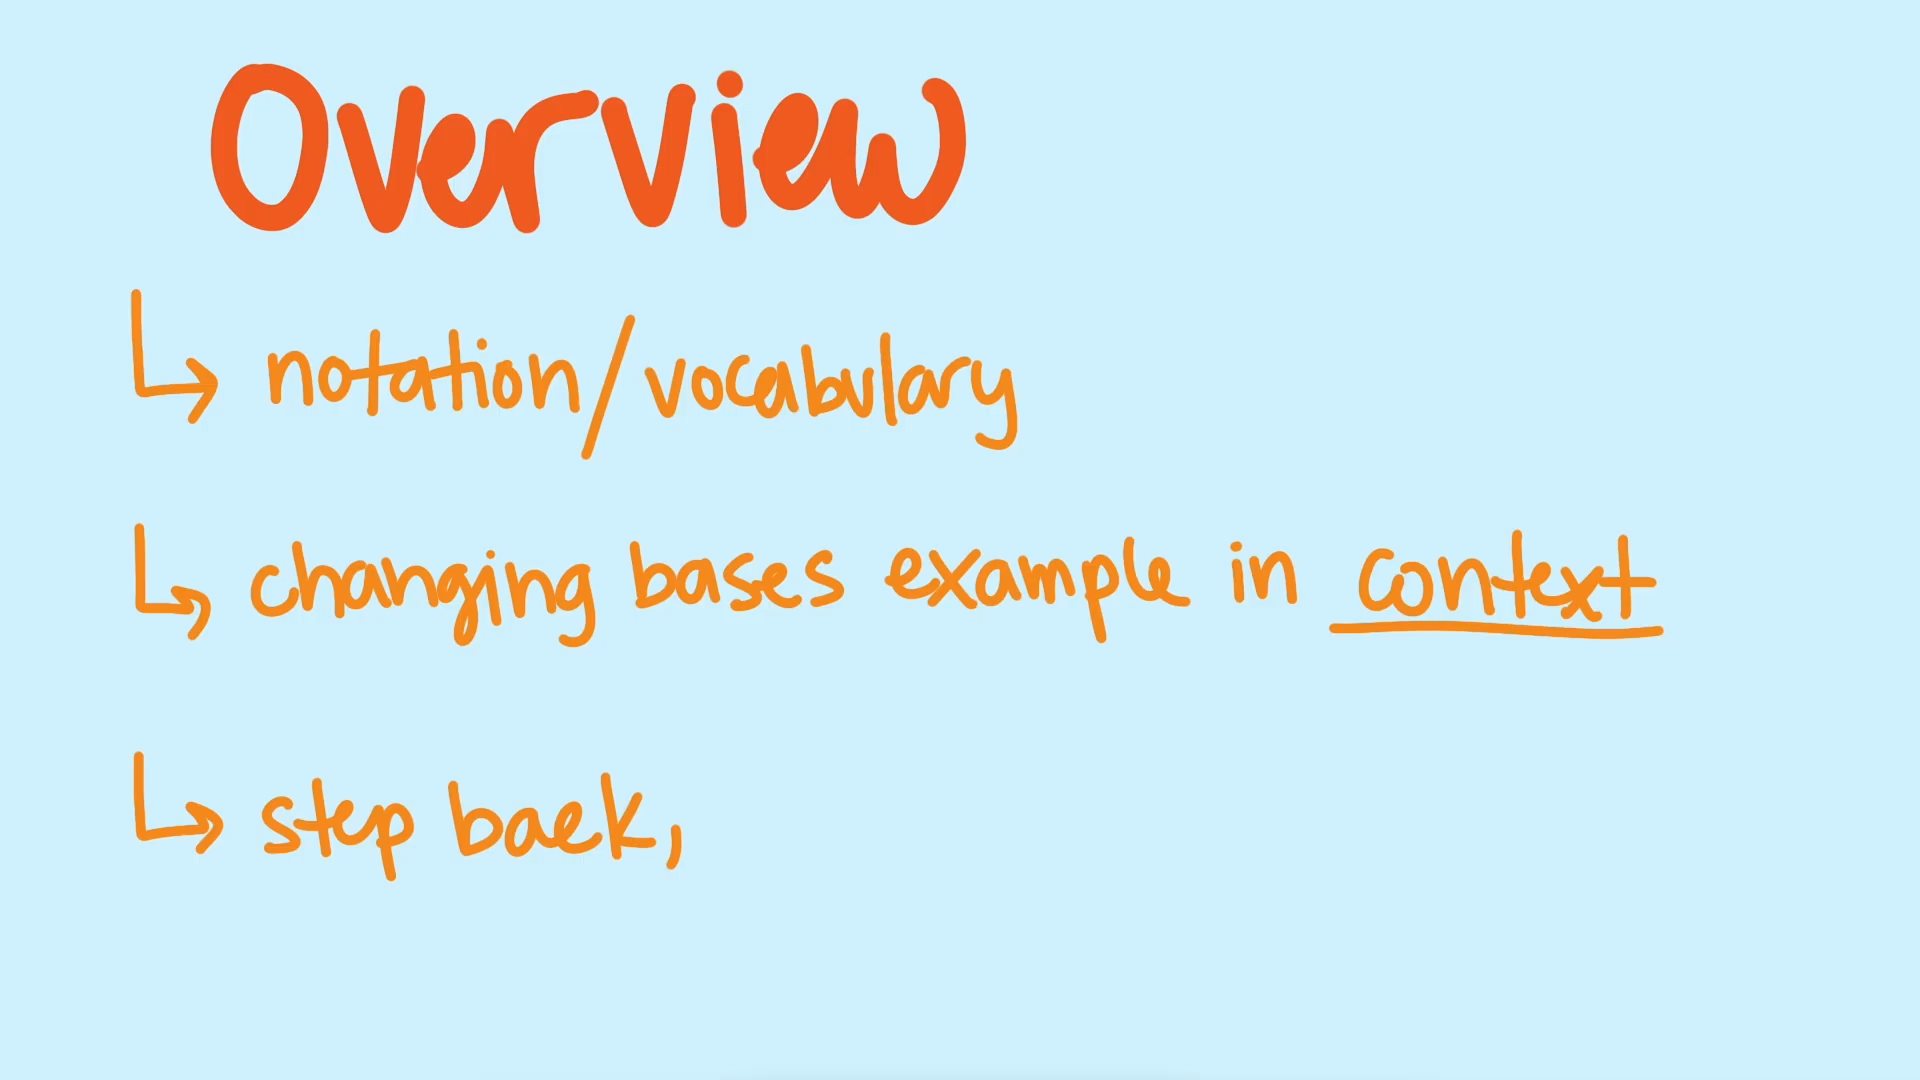 Overview
↳ notation/vocabulary
↳ changing bases example in context
↳ step back,